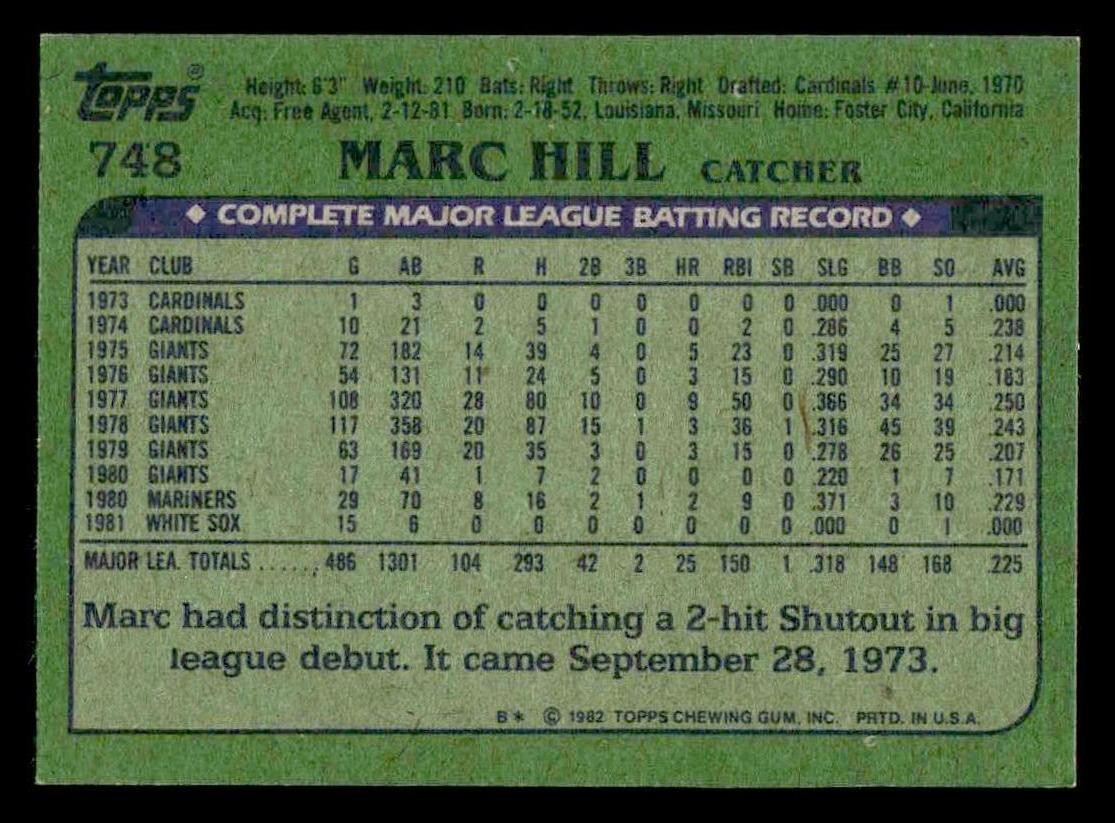 Topps® Height: 6'3" Weight: 210 Bats: Right Throws: Right Drafted: Cardinals #10-June, 1970
Acq: Free Agent, 2-12-81 Born: 2-18-52, Louisiana, Missouri Home: Foster City, California
748 MARC HILL CATCHER
◆ COMPLETE MAJOR LEAGUE BATTING RECORD ◆
YEAR CLUB G AB R H 2B 3B HR RBI SB SLG BB SO AVG
1973 CARDINALS 1 3 0 0 0 0 0 0 0 .000 0 1 .000
1974 CARDINALS 10 21 2 5 1 0 0 2 0 .286 4 5 .238
1975 GIANTS 72 182 14 39 4 0 5 23 0 .319 25 27 .214
1976 GIANTS 54 131 11 24 5 0 3 15 0 .290 10 19 .183
1977 GIANTS 108 320 28 80 10 0 9 50 0 .366 34 34 .250
1978 GIANTS 117 358 20 87 15 1 3 36 1 .316 45 39 .243
1979 GIANTS 63 169 20 35 3 0 3 15 0 .278 26 25 .207
1980 GIANTS 17 41 1 7 2 0 0 0 0 .220 1 7 .171
1980 MARINERS 29 70 8 16 2 1 2 9 0 .371 3 10 .229
1981 WHITE SOX 15 6 0 0 0 0 0 0 0 .000 0 1 .000
MAJOR LEA. TOTALS ...... 486 1301 104 293 42 2 25 150 1 .318 148 168 .225
Marc had distinction of catching a 2-hit Shutout in big
league debut. It came September 28, 1973.
B* © 1982 TOPPS CHEWING GUM, INC. PRTD. IN U.S.A.